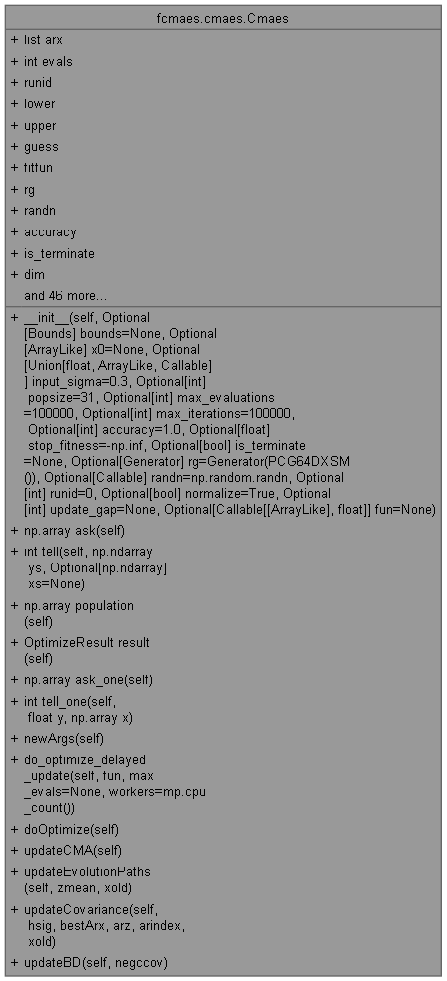 fcmaes.cmaes.Cmaes
+ list arx
+ int evals
+ runid
+ lower
+ upper
+ guess
+ fitfun
+ rg
+ randn
+ accuracy
+ is_terminate
+ dim
and 46 more...
+ __init__(self, Optional
[Bounds] bounds=None, Optional
[ArrayLike] x0=None, Optional
[Union[float, ArrayLike, Callable]
] input_sigma=0.3, Optional[int]
popsize=31, Optional[int] max_evaluations
=100000, Optional[int] max_iterations=100000,
Optional[int] accuracy=1.0, Optional[float]
stop_fitness=-np.inf, Optional[bool] is_terminate
=None, Optional[Generator] rg=Generator(PCG64DXSM
()), Optional[Callable] randn=np.random.randn, Optional
[int] runid=0, Optional[bool] normalize=True, Optional
[int] update_gap=None, Optional[Callable[[ArrayLike], float]] fun=None)
+ np.array ask(self)
+ int tell(self, np.ndarray
ys, Optional[np.ndarray]
xs=None)
+ np.array population
(self)
+ OptimizeResult result
(self)
+ np.array ask_one(self)
+ int tell_one(self,
float y, np.array x)
+ newArgs(self)
+ do_optimize_delayed
_update(self, fun, max
_evals=None, workers=mp.cpu
_count())
+ doOptimize(self)
+ updateCMA(self)
+ updateEvolutionPaths
(self, zmean, xold)
+ updateCovariance(self,
hsig, bestArx, arz, arindex,
xold)
+ updateBD(self, negccov)